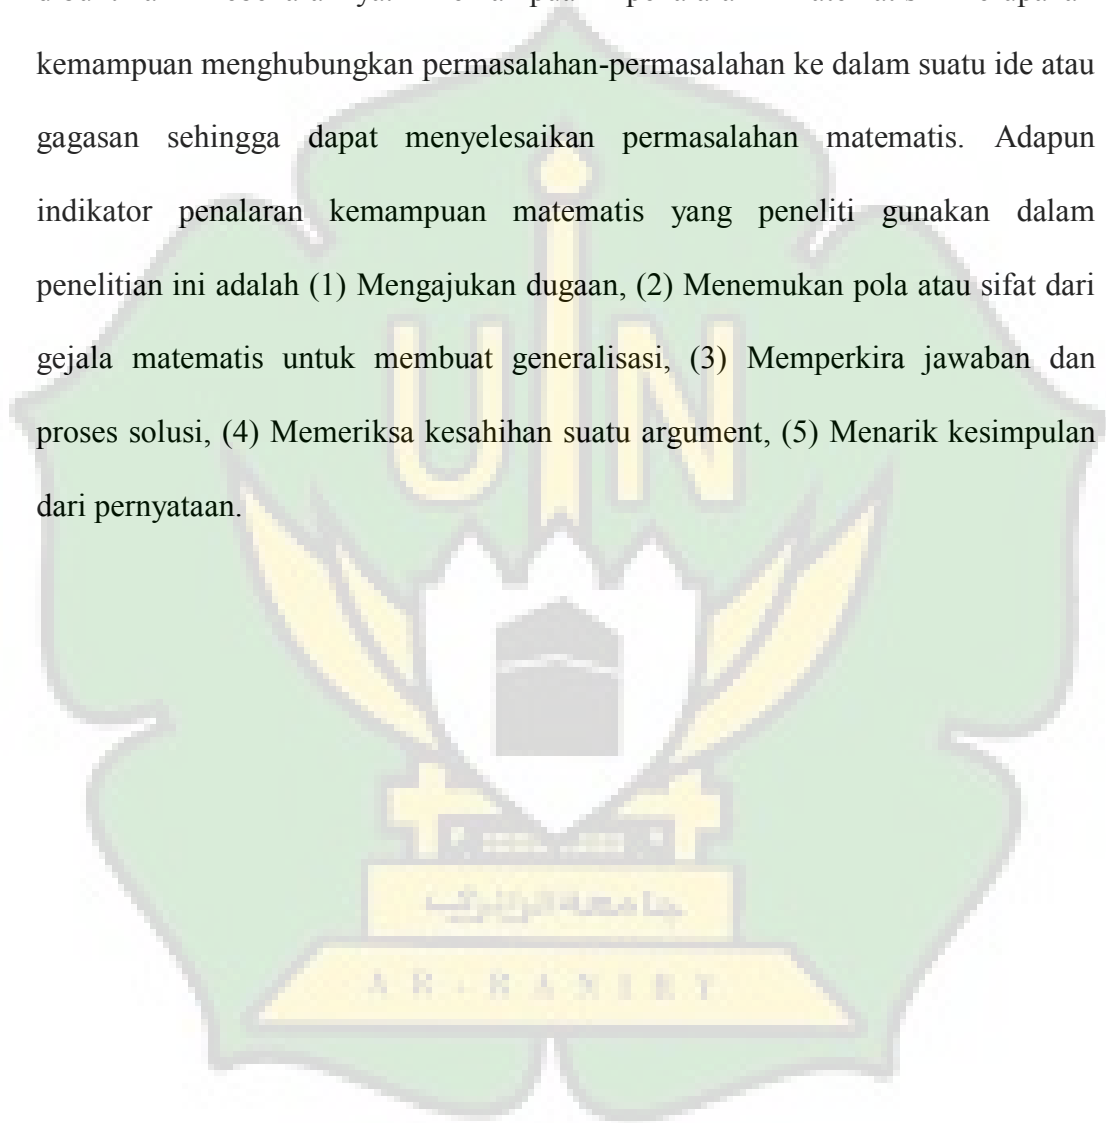 kemampuan menghubungkan permasalahan-permasalahan ke dalam suatu ide atau
gagasan sehingga dapat menyelesaikan permasalahan matematis. Adapun
indikator penalaran kemampuan matematis yang peneliti gunakan dalam
penelitian ini adalah (1) Mengajukan dugaan, (2) Menemukan pola atau sifat dari
gejala matematis untuk membuat generalisasi, (3) Memperkira jawaban dan
proses solusi, (4) Memeriksa kesahihan suatu argument, (5) Menarik kesimpulan
dari pernyataan.
UIN
AR-RANIRY